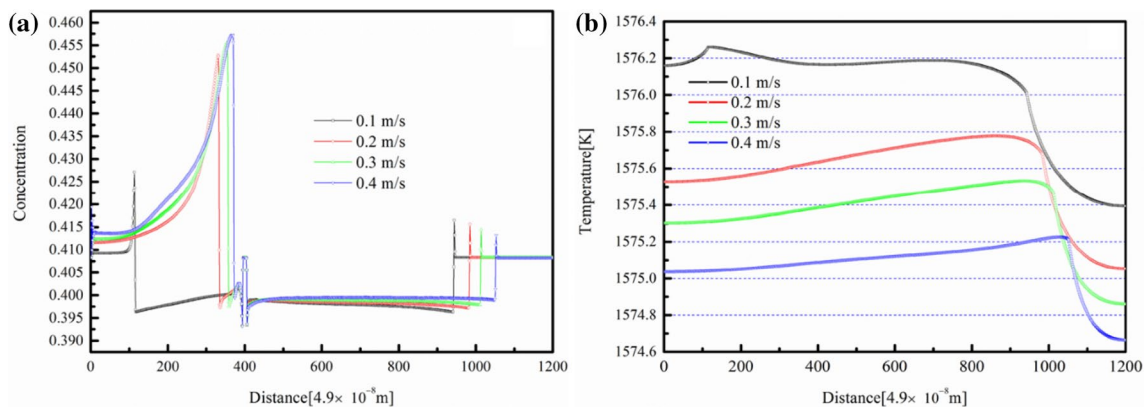 (a)
0.460
0.455
0.450
0.445
0.440
0.435
0.430
0.425
0.420
0.415
0.410
0.405
0.400
0.395
0.390
Concentration
0.1 m/s
0.2 m/s
0.3 m/s
0.4 m/s
0 200 400 600 800 1000 1200
Distance[4.9× 10⁻⁸m]
(b)
1576.4
1576.2
1576.0
1575.8
1575.6
1575.4
1575.2
1575.0
1574.8
1574.6
Temperature[K]
0.1 m/s
0.2 m/s
0.3 m/s
0.4 m/s
0 200 400 600 800 1000 1200
Distance[4.9× 10⁻⁸m]